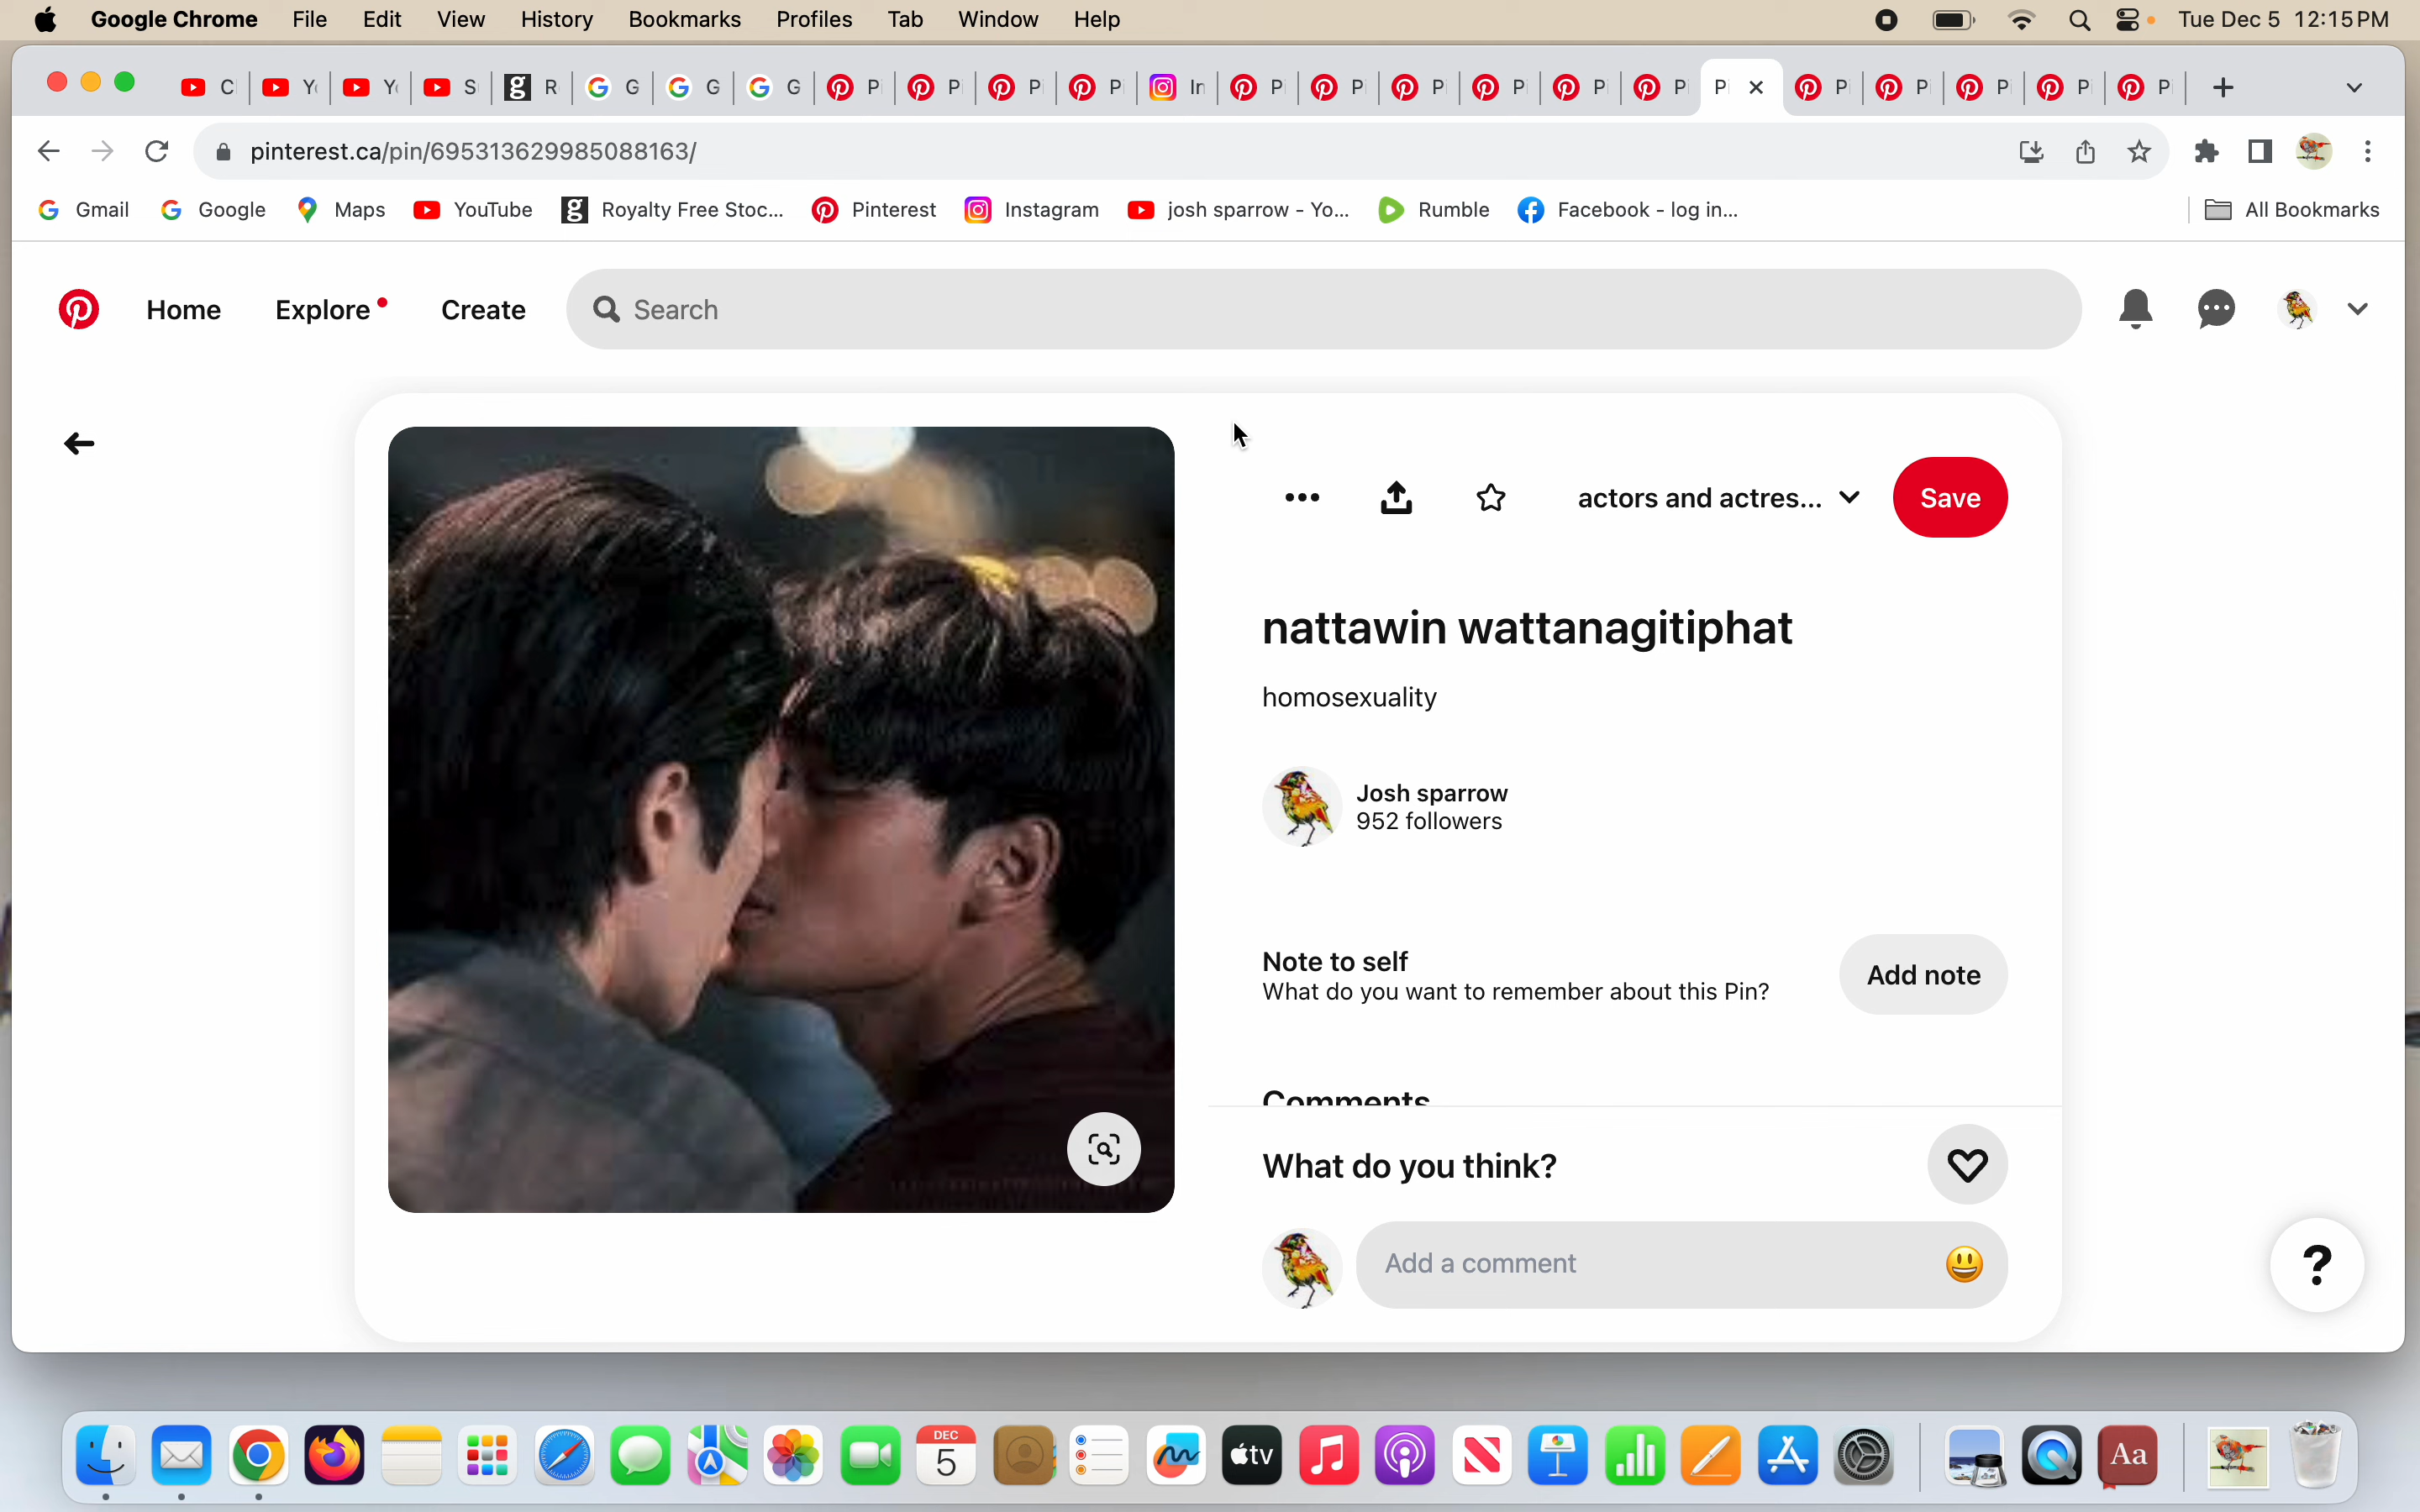 Google Chrome File Edit View History Bookmarks Profiles Tab Window Help Tue Dec 5 12:15 PM
C Y Y S g R G G G P P P P In P P P P P P P P P P P P
pinterest.ca/pin/695313629985088163/
Gmail Google Maps YouTube g Royalty Free Stoc... Pinterest Instagram josh sparrow - Yo... Rumble Facebook - log in... All Bookmarks
Home Explore Create Search
actors and actres... Save
nattawin wattanagitiphat
homosexuality
Josh sparrow
952 followers
Note to self
What do you want to remember about this Pin?
Add note
Comments
What do you think?
Add a comment
?
DEC
5
tv
Aa